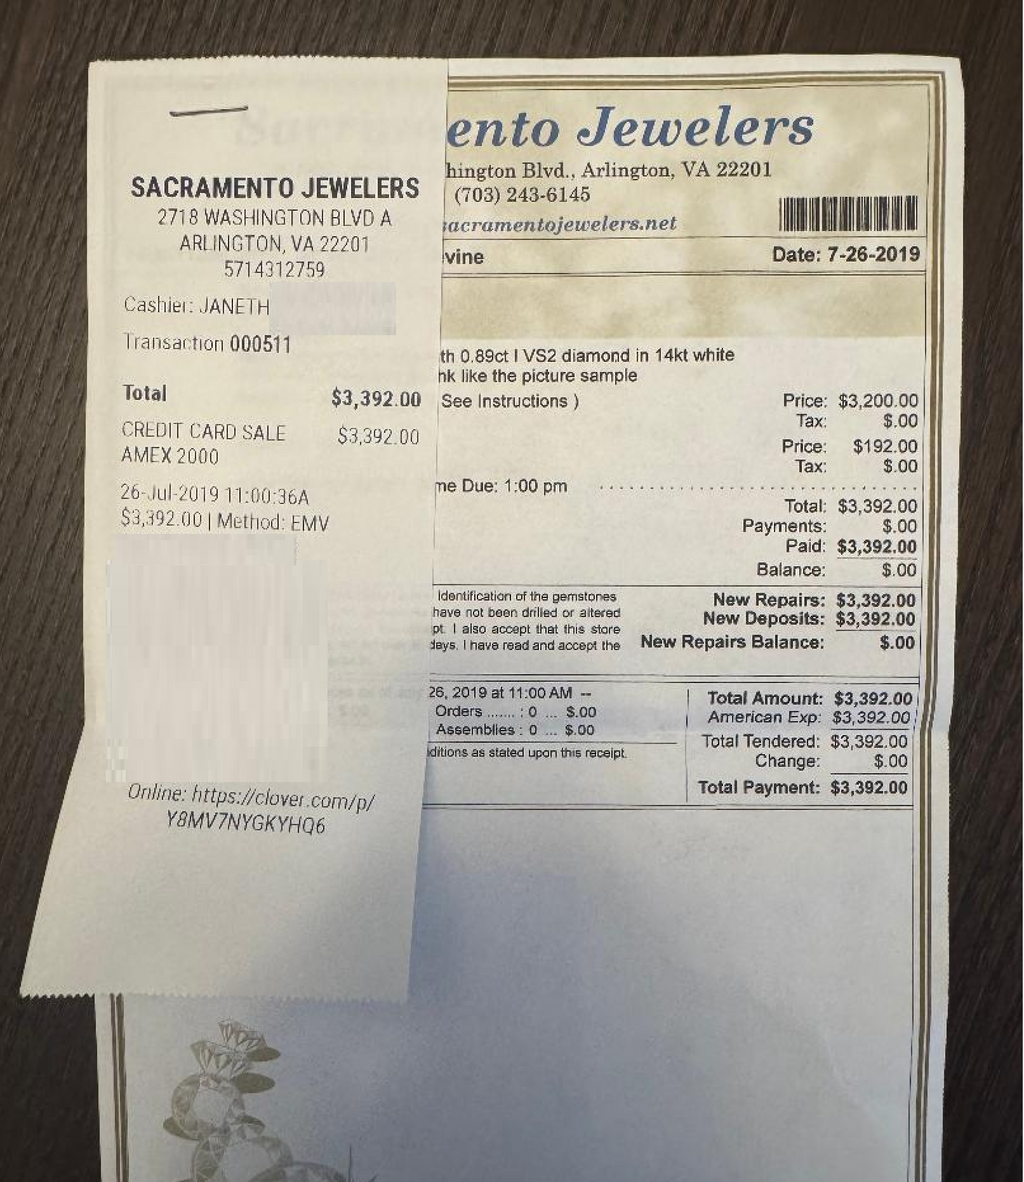 SACRAMENTO JEWELERS
2718 WASHINGTON BLVD A
ARLINGTON, VA 22201
5714312759
Cashier: JANETH
Transaction 000511
Total $3,392.00
CREDIT CARD SALE $3,392.00
AMEX 2000
26-Jul-2019 11:00:36A
$3,392.00 | Method: EMV
Online: https://clover.com/p/
Y8MV7NYGKYHQ6
ento Jewelers
hington Blvd., Arlington, VA 22201
(703) 243-6145
sacramentojewelers.net
vine Date: 7-26-2019
th 0.89ct I VS2 diamond in 14kt white
nk like the picture sample
See Instructions ) Price: $3,200.00
Tax: $.00
Price: $192.00
Tax: $.00
me Due: 1:00 pm
Total: $3,392.00
Payments: $.00
Paid: $3,392.00
Balance: $.00
Identification of the gemstones New Repairs: $3,392.00
have not been drilled or altered New Deposits: $3,392.00
pt. I also accept that this store
days. I have read and accept the New Repairs Balance: $.00
26, 2019 at 11:00 AM -- Total Amount: $3,392.00
Orders ....... : 0 ... $.00 American Exp: $3,392.00
Assemblies : 0 ... $.00 Total Tendered: $3,392.00
ditions as stated upon this receipt. Change: $.00
Total Payment: $3,392.00